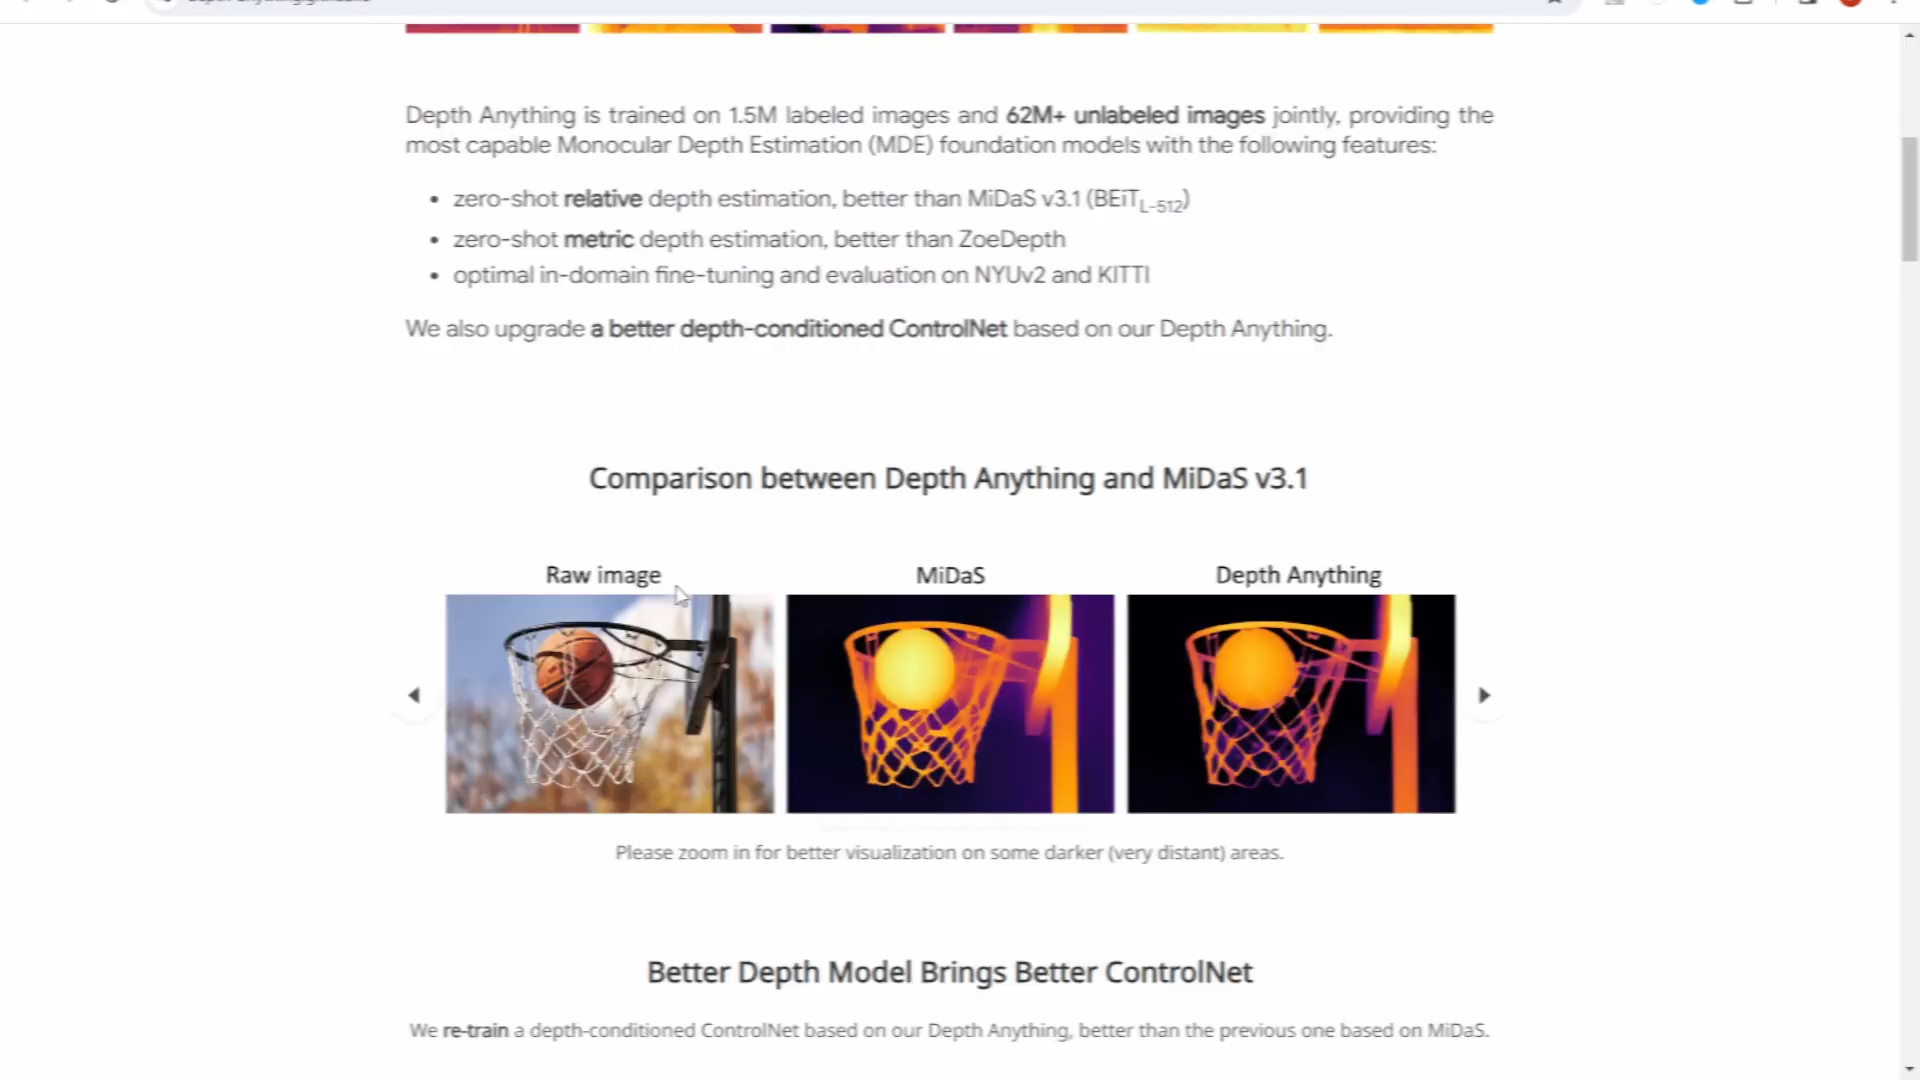 Depth Anything is trained on 1.5M labeled images and 62M+ unlabeled images jointly, providing the
most capable Monocular Depth Estimation (MDE) foundation models with the following features:
• zero-shot relative depth estimation, better than MiDaS v3.1 (BEiT L-512)
• zero-shot metric depth estimation, better than ZoeDepth
• optimal in-domain fine-tuning and evaluation on NYUv2 and KITTI
We also upgrade a better depth-conditioned ControlNet based on our Depth Anything.
Comparison between Depth Anything and MiDaS v3.1
Raw image MiDaS Depth Anything
Please zoom in for better visualization on some darker (very distant) areas.
Better Depth Model Brings Better ControlNet
We re-train a depth-conditioned ControlNet based on our Depth Anything, better than the previous one based on MiDaS.